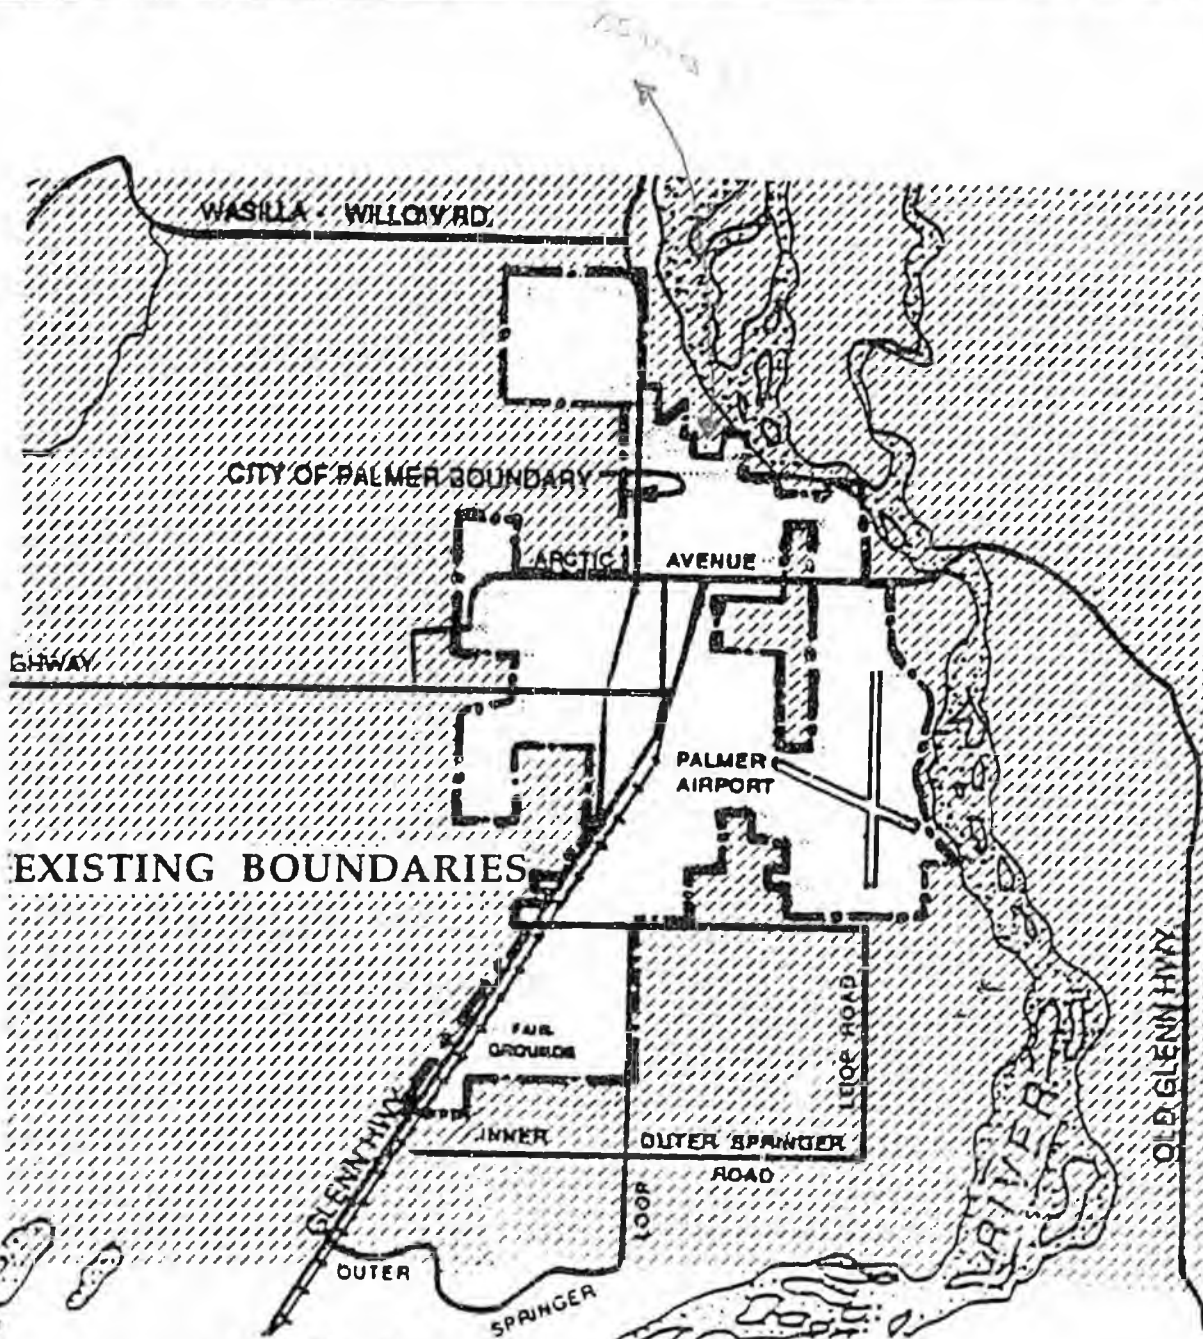 WASILLA - WILLOW RD.
CITY OF PALMER BOUNDARY
ARCTIC AVENUE
GHWAY
PALMER
AIRPORT
EXISTING BOUNDARIES
FAIR
GROUNDS
LOOP ROAD
OLD GLENN HWY
GLENN HWY
INNER
OUTER SPRINGER
ROAD
LOOP
RIVER
OUTER
SPRINGER